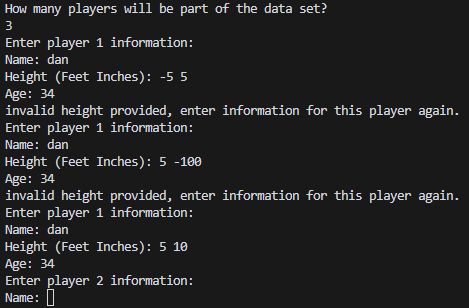 How many players will be part of the data set?
3
Enter player 1 information:
Name: dan
Height (Feet Inches): -5 5
Age: 34
invalid height provided, enter information for this player again.
Enter player 1 information:
Name: dan
Height (Feet Inches): 5 -100
Age: 34
invalid height provided, enter information for this player again.
Enter player 1 information:
Name: dan
Height (Feet Inches): 5 10
Age: 34
Enter player 2 information:
Name: